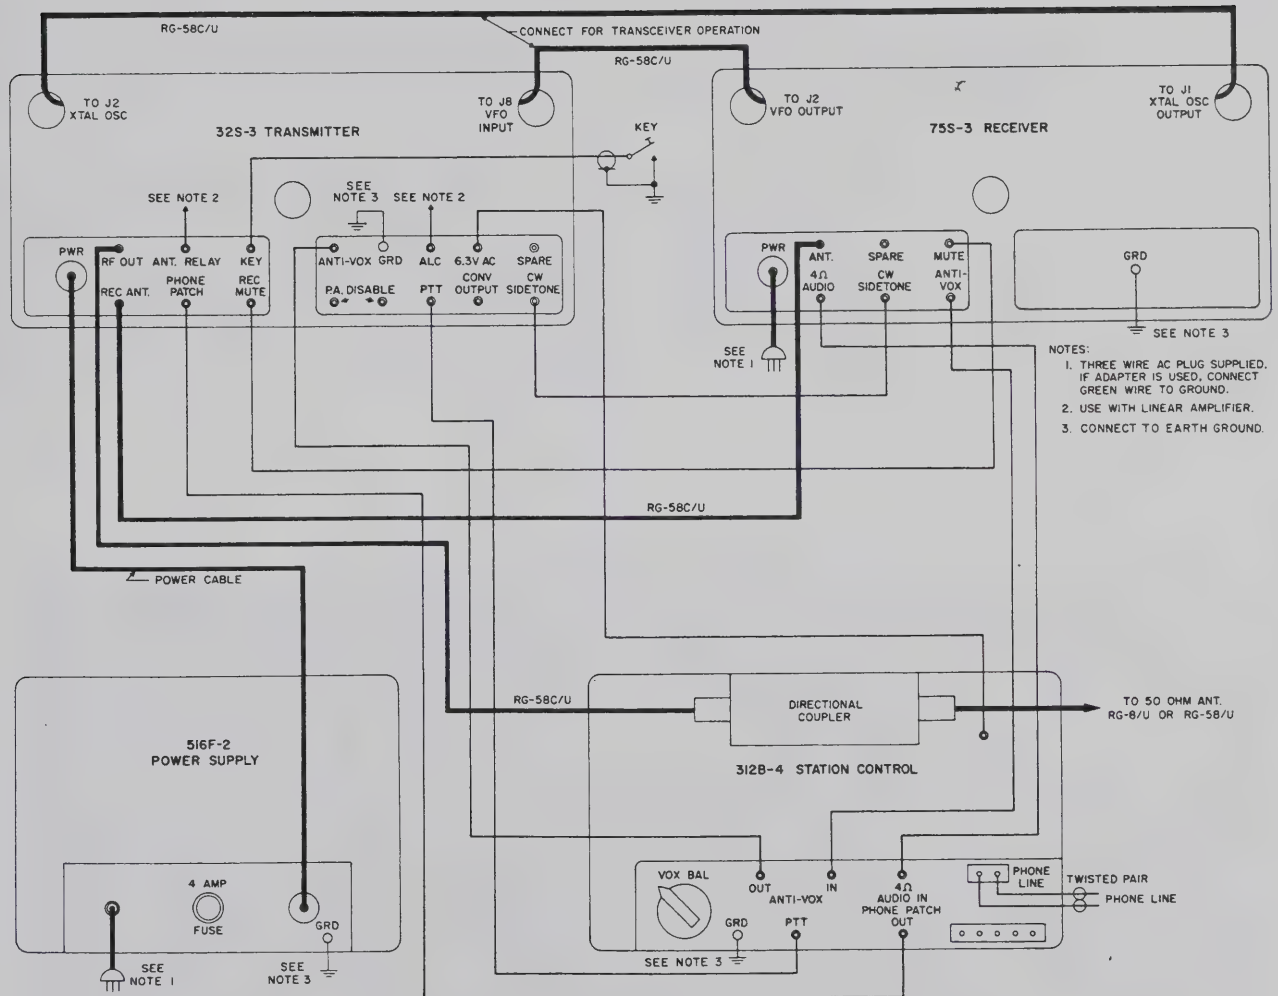 RG-58C/U
CONNECT FOR TRANSCEIVER OPERATION
RG-58C/U
TO J2
XTAL OSC
32S-3 TRANSMITTER
TO J8
VFO
INPUT
KEY
TO J2
VFO OUTPUT
75S-3 RECEIVER
TO J1
XTAL OSC
OUTPUT
SEE NOTE 2
SEE
NOTE 3
SEE NOTE 2
PWR
RF OUT
ANT. RELAY
KEY
REC ANT.
PHONE
PATCH
REC
MUTE
ANTI-VOX
GRD
ALC
6.3V AC
SPARE
P.A. DISABLE
PTT
CONV
OUTPUT
CW
SIDETONE
PWR
ANT.
SPARE
MUTE
4Ω
AUDIO
CW
SIDETONE
ANTI-
VOX
GRD
SEE NOTE 3
SEE
NOTE 1
NOTES:
1. THREE WIRE AC PLUG SUPPLIED.
IF ADAPTER IS USED, CONNECT
GREEN WIRE TO GROUND.
2. USE WITH LINEAR AMPLIFIER.
3. CONNECT TO EARTH GROUND.
RG-58C/U
POWER CABLE
516F-2
POWER SUPPLY
4 AMP
FUSE
GRD
SEE
NOTE 1
SEE
NOTE 3
RG-58C/U
DIRECTIONAL
COUPLER
TO 50 OHM ANT.
RG-8/U OR RG-58/U
312B-4 STATION CONTROL
VOX BAL
OUT
IN
ANTI-VOX
4Ω
AUDIO IN
PHONE PATCH
OUT
PHONE
LINE
TWISTED PAIR
PHONE LINE
GRD
PTT
SEE NOTE 3